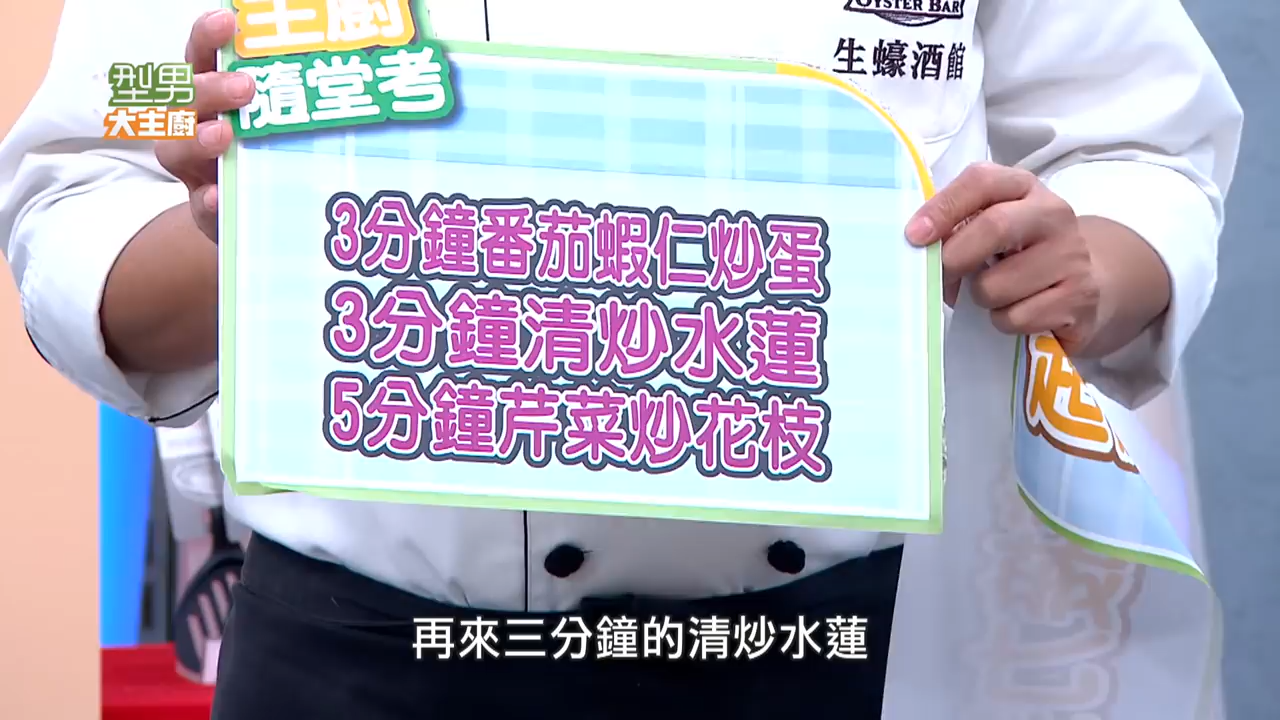 型男
大主廚
主廚
隨堂考
OYSTER BAR
生蠔酒館
3分鐘番茄蝦仁炒蛋
3分鐘清炒水蓮
5分鐘芹菜炒花枝
起
再來三分鐘的清炒水蓮